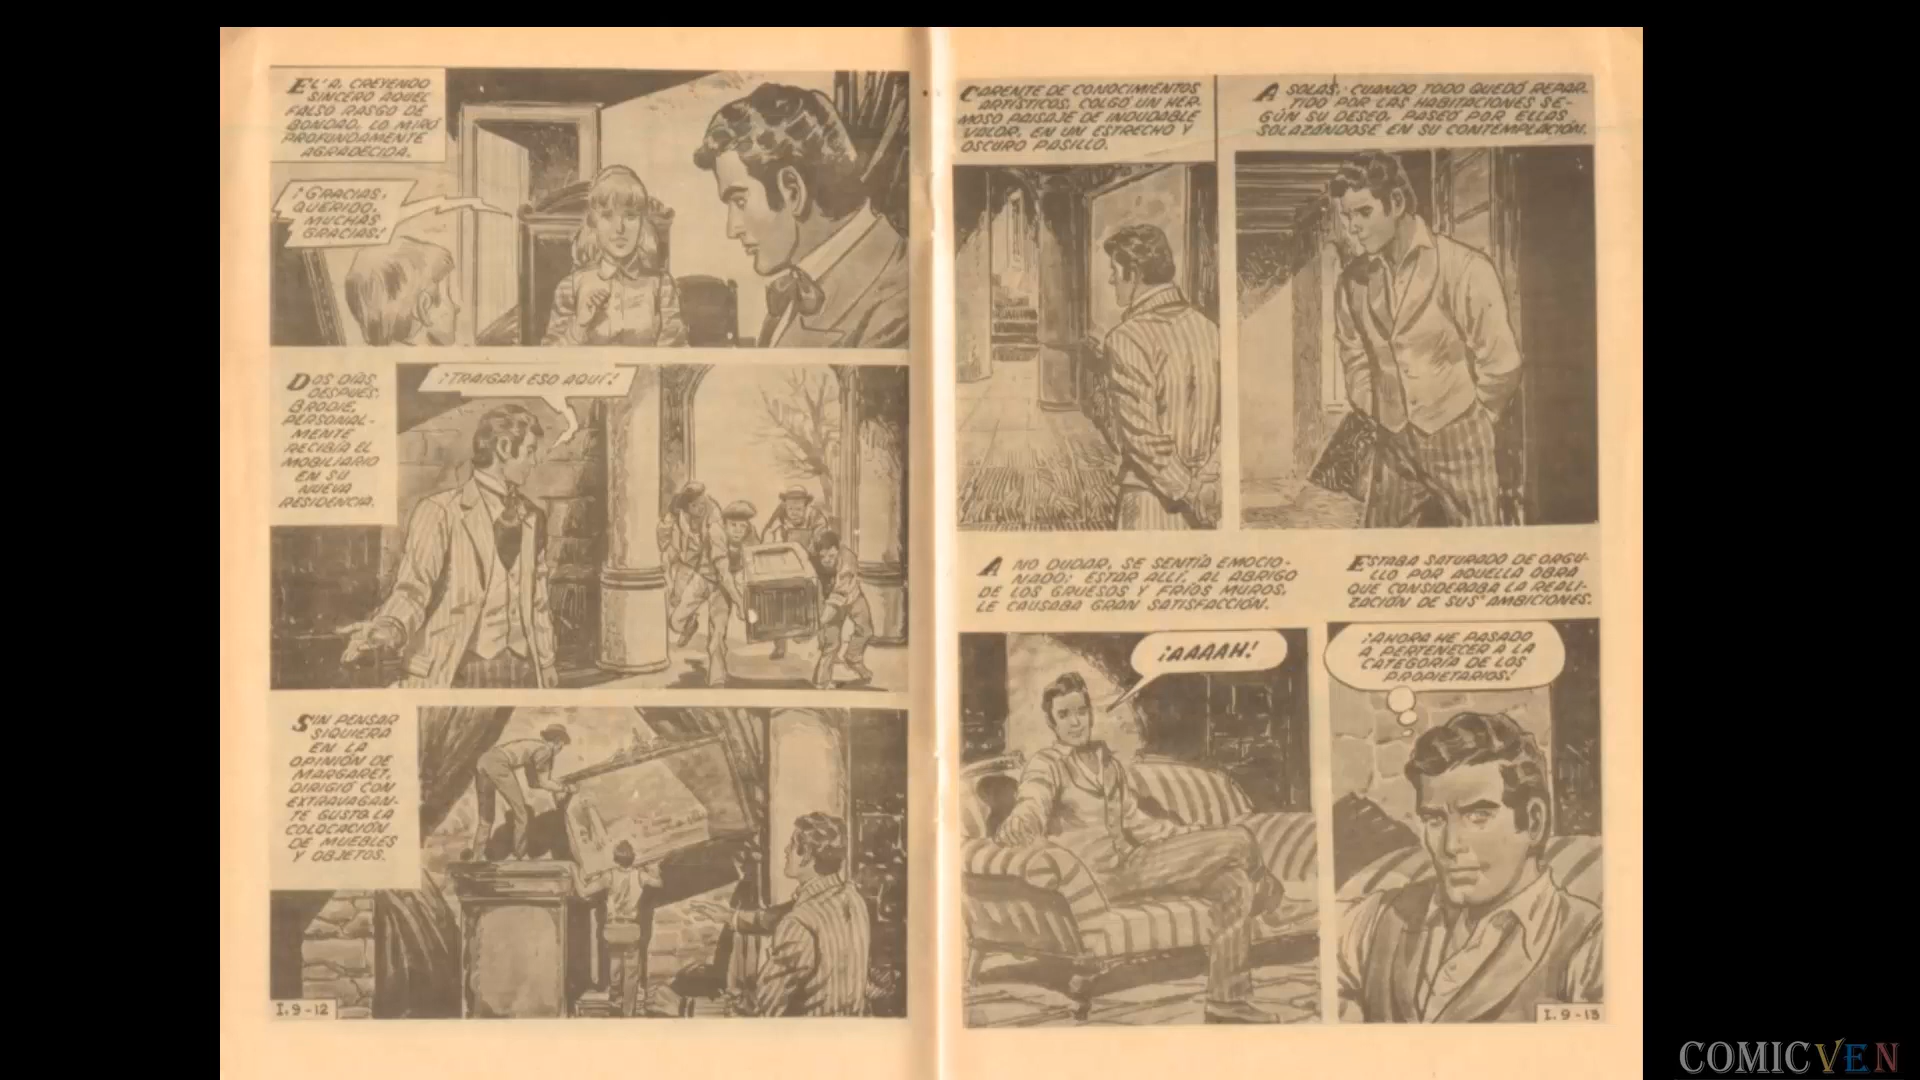 ELLA, CREYENDO
SINCERO AQUEL
FALSO RASGO DE
BONDAD, LO MIRÓ
PROFUNDAMENTE
AGRADECIDA.
¡GRACIAS,
QUERIDO,
MUCHAS
GRACIAS!
DOS DÍAS
DESPUÉS,
BRODIE,
PERSONAL-
MENTE
RECIBÍA EL
MOBILIARIO
EN SU
NUEVA
RESIDENCIA.
¡TRAIGAN ESO AQUÍ!
SIN PENSAR
SIQUIERA
EN LA
OPINIÓN DE
MARGARET,
DIRIGIÓ CON
EXTRAVAGAN-
TE GUSTO LA
COLOCACIÓN
DE MUEBLES
Y OBJETOS.
I. 9 - 12
CARENTE DE CONOCIMIENTOS
ARTÍSTICOS, COLGÓ UN HER-
MOSO PAISAJE DE INDUDABLE
VALOR, EN UN ESTRECHO Y
OSCURO PASILLO.
A SOLAS, CUANDO TODO QUEDÓ REPAR-
TIDO POR LAS HABITACIONES SE-
GÚN SU DESEO, PASEÓ POR ELLAS
SOLAZÁNDOSE EN SU CONTEMPLACIÓN.
A NO DUDAR, SE SENTÍA EMOCIO-
NADO; ESTAR ALLÍ, AL ABRIGO
DE LOS GRUESOS Y FRÍOS MUROS,
LE CAUSABA GRAN SATISFACCIÓN.
ESTABA SATURADO DE ORGU-
LLO POR AQUELLA OBRA
QUE CONSIDERABA LA REALI-
ZACIÓN DE SUS AMBICIONES.
¡AAAAH!
¡AHORA HE PASADO
A PERTENECER A LA
CATEGORÍA DE LOS
PROPIETARIOS!
I. 9 - 13
COMICVEN